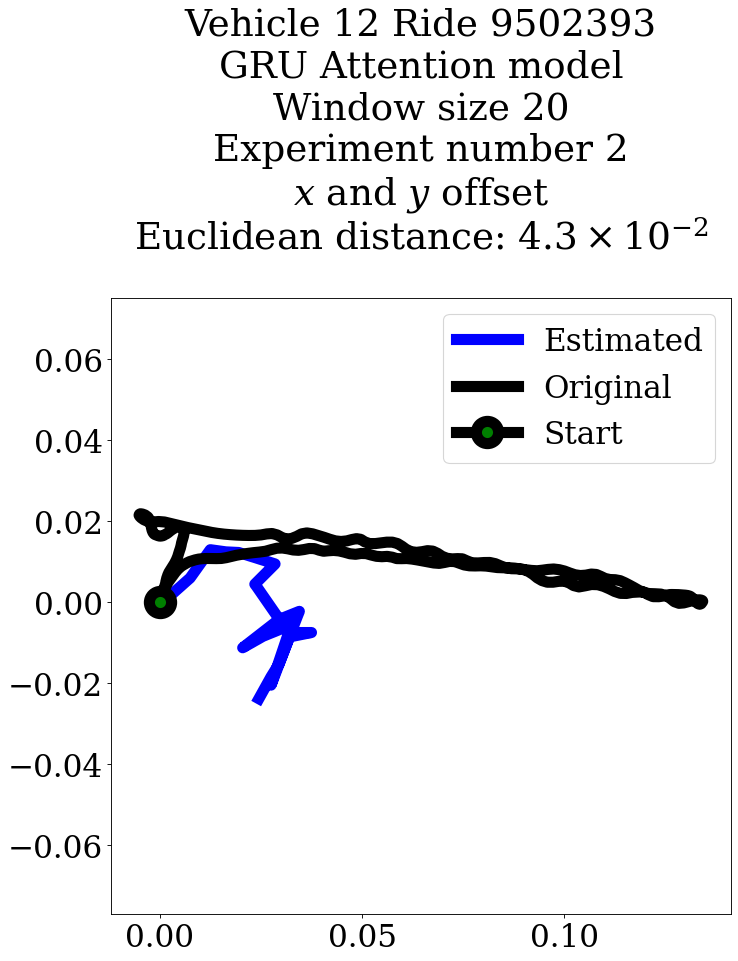 Vehicle 12 Ride 9502393
GRU Attention model
Window size 20
Experiment number 2
x and y offset
Euclidean distance: 4.3 × 10⁻²
Estimated
Original
Start
0.06
0.04
0.02
0.00
−0.02
−0.04
−0.06
0.00 0.05 0.10